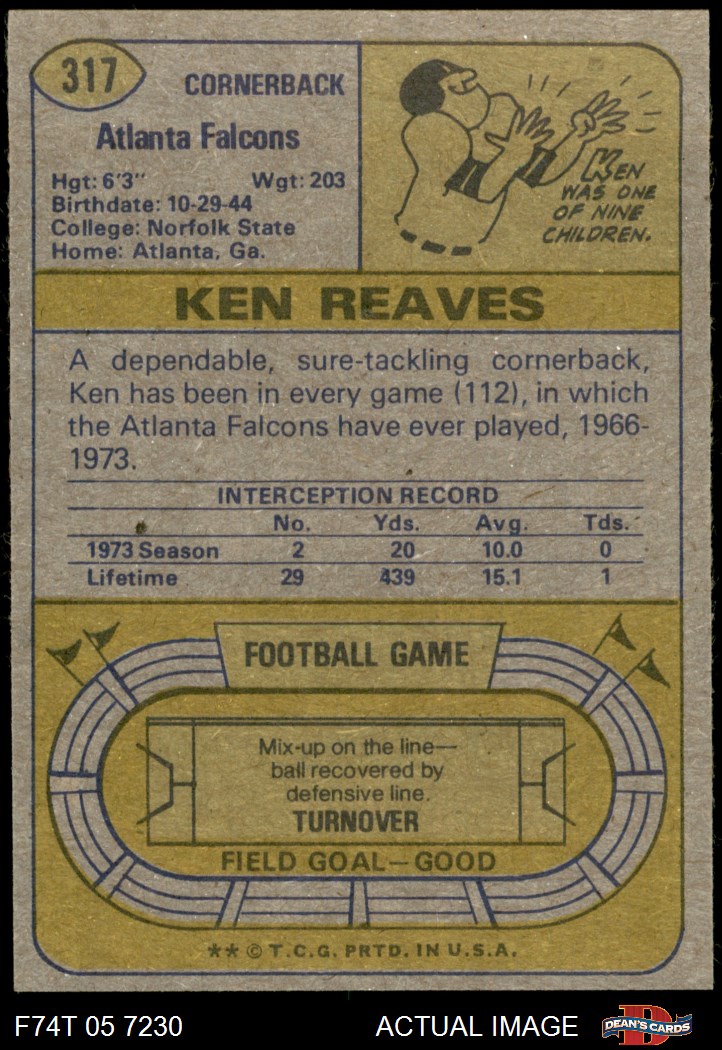 317
CORNERBACK
Atlanta Falcons
Hgt: 6'3" Wgt: 203
Birthdate: 10-29-44
College: Norfolk State
Home: Atlanta, Ga.
KEN
WAS ONE
OF NINE
CHILDREN.
KEN REAVES
A dependable, sure-tackling cornerback,
Ken has been in every game (112), in which
the Atlanta Falcons have ever played, 1966-
1973.
INTERCEPTION RECORD
No. Yds. Avg. Tds.
1973 Season 2 20 10.0 0
Lifetime 29 439 15.1 1
FOOTBALL GAME
Mix-up on the line—
ball recovered by
defensive line.
TURNOVER
FIELD GOAL—GOOD
** © T.C.G. PRTD. IN U.S.A.
F74T 05 7230 ACTUAL IMAGE
D
DEAN'S CARDS